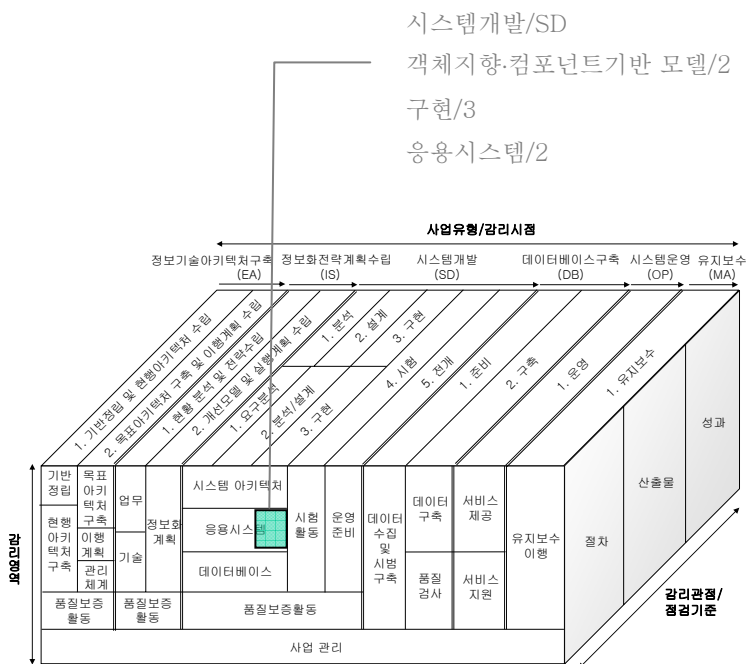 시스템개발/SD
객체지향·컴포넌트기반 모델/2
구현/3
응용시스템/2
사업유형/감리시점
정보기술아키텍처구축
(EA)
정보화전략계획수립
(IS)
시스템개발
(SD)
데이터베이스구축
(DB)
시스템운영
(OP)
유지보수
(MA)
1. 기반정립 및 현행아키텍처 수립
2. 목표아키텍처 구축 및 이행계획 수립
1. 현황 분석 및 전략수립
2. 개선모델 및 실행계획 수립
1. 분석
2. 설계
3. 구현
1. 요구분석
2. 분석/설계
3. 구현
4. 시험
5. 전개
1. 준비
2. 구축
1. 운영
1. 유지보수
감리영역
기반
정립
현행
아키
텍처
구축
목표
아키
텍처
구축
이행
계획
관리
체계
업무
기술
정보화
계획
시스템 아키텍처
응용시스템
데이터베이스
시험
활동
운영
준비
데이터
수집
및
시범
구축
데이터
구축
품질
검사
서비스
제공
서비스
지원
유지보수
이행
품질보증
활동
품질보증
활동
품질보증활동
사업 관리
절차
산출물
성과
감리관점/
점검기준